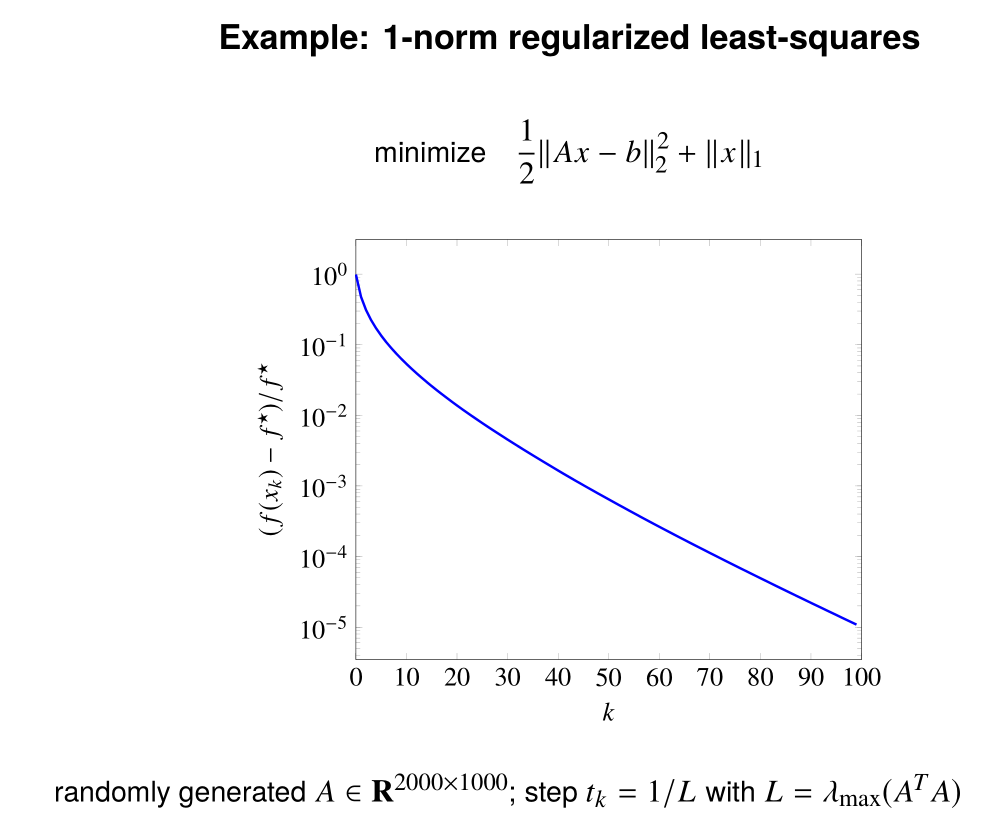 Example: 1-norm regularized least-squares
minimize $\frac{1}{2}\|Ax - b\|_2^2 + \|x\|_1$
$10^0$
$10^{-1}$
$10^{-2}$
$10^{-3}$
$10^{-4}$
$10^{-5}$
$(f(x_k) - f^\star)/f^\star$
0 10 20 30 40 50 60 70 80 90 100
$k$
randomly generated $A \in \mathbf{R}^{2000 \times 1000}$; step $t_k = 1/L$ with $L = \lambda_{\max}(A^T A)$